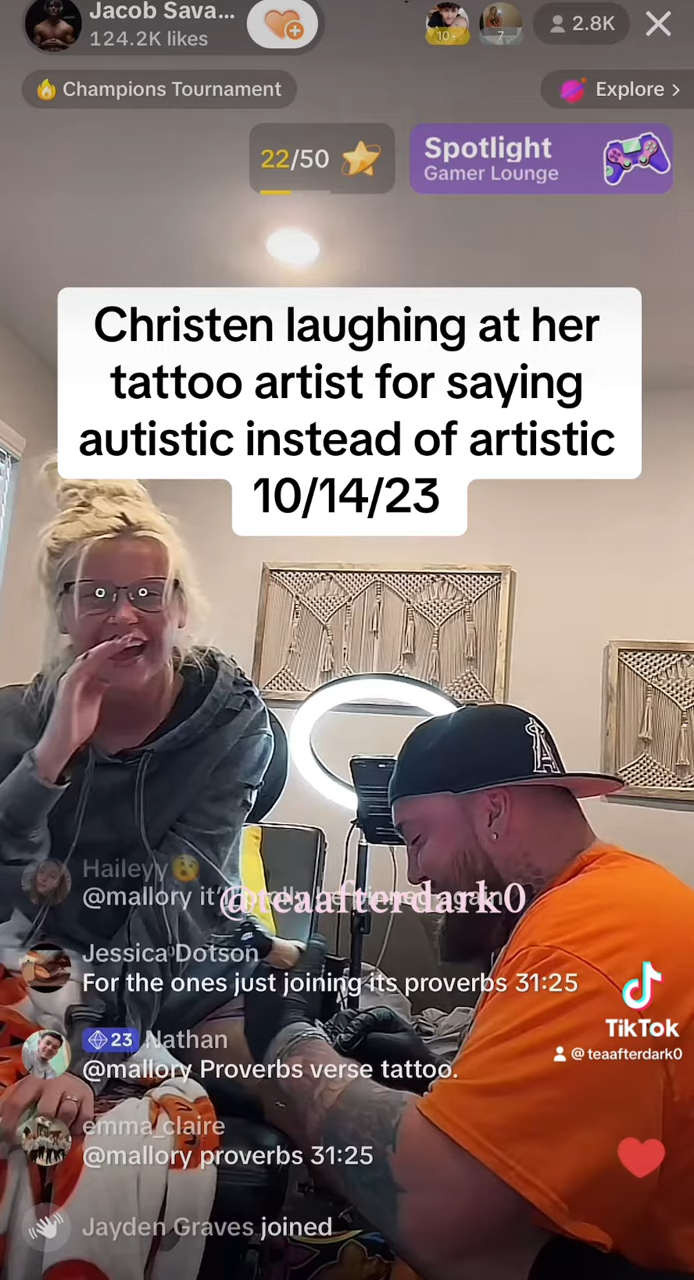 Jacob Sava...
124.2K likes
10+
7
2.8K
Champions Tournament
Explore >
22/50
Spotlight
Gamer Lounge
Christen laughing at her
tattoo artist for saying
autistic instead of artistic
10/14/23
A
Haileyy
@mallory it'
@teaafterdark0
Jessica Dotson
For the ones just joining its proverbs 31:25
TikTok
23 Nathan
@teaafterdark0
@mallory Proverbs verse tattoo.
emma_claire
@mallory proverbs 31:25
Jayden Graves joined